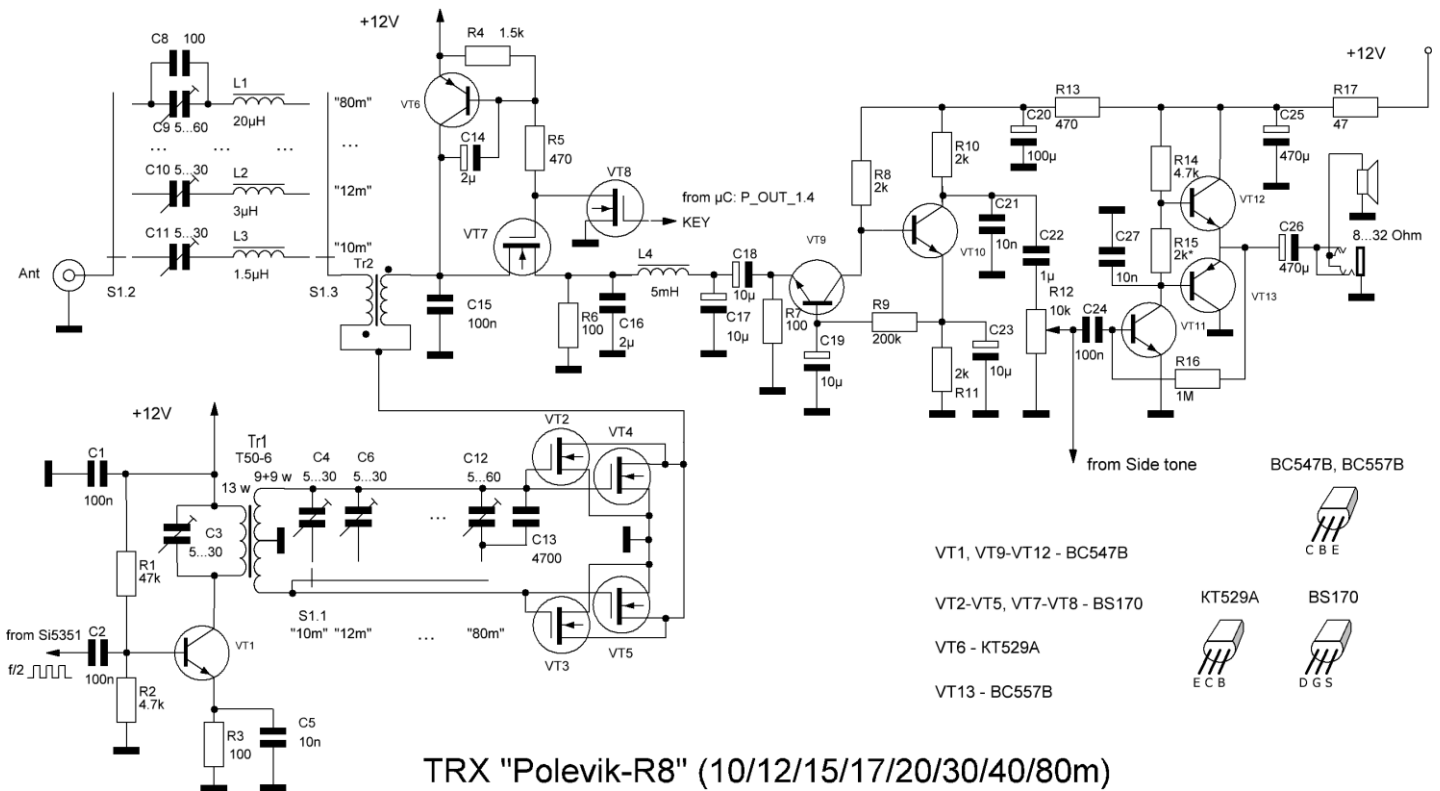 +12V
R4 1.5k
C8 100
L1
20µH
"80m"
C9 5...60
... ... ... ...
C10 5...30
L2
3µH
"12m"
C11 5...30
L3
1.5µH
"10m"
Ant
S1.2
S1.3
Tr2
VT6
C14
2µ
R5
470
VT8
from µC: P_OUT_1.4
KEY
VT7
C15
100n
R6
100
C16
2µ
L4
5mH
C17
10µ
C18
10µ
R7
100
VT9
C19
10µ
R8
2k
R9
200k
R10
2k
VT10
2k
R11
C20
100µ
R13
470
C21
10n
C22
1µ
C23
10µ
R12
10k
C24
100n
from Side tone
+12V
R17
47
C25
470µ
R14
4.7k
R15
2k*
C27
10n
VT12
VT13
VT11
R16
1M
C26
470µ
8...32 Ohm
+12V
C1
100n
C3
5...30
Tr1
T50-6
13 w
9+9 w
C4
5...30
C6
5...30
...
C12
5...60
C13
4700
VT2
VT4
VT3
VT5
S1.1
"10m" "12m" ... "80m"
R1
47k
from Si5351
f/2
C2
100n
VT1
R2
4.7k
R3
100
C5
10n
BC547B, BC557B
C B E
VT1, VT9-VT12 - BC547B
VT2-VT5, VT7-VT8 - BS170
VT6 - KT529A
VT13 - BC557B
KT529A
E C B
BS170
D G S
TRX "Polevik-R8" (10/12/15/17/20/30/40/80m)